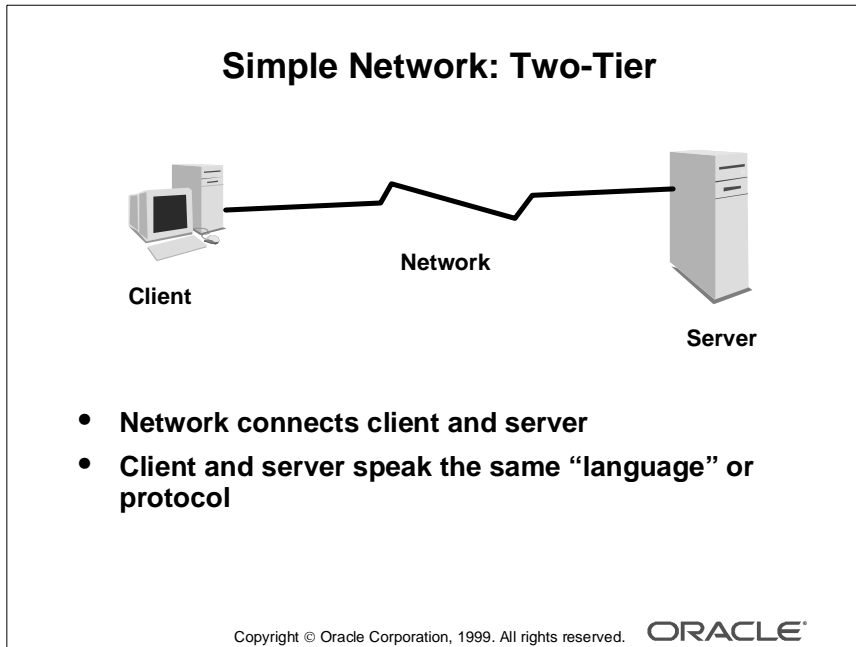 Simple Network: Two-Tier
Network
Client
Server
• Network connects client and server
• Client and server speak the same “language” or
protocol
Copyright © Oracle Corporation, 1999. All rights reserved. ORACLE®